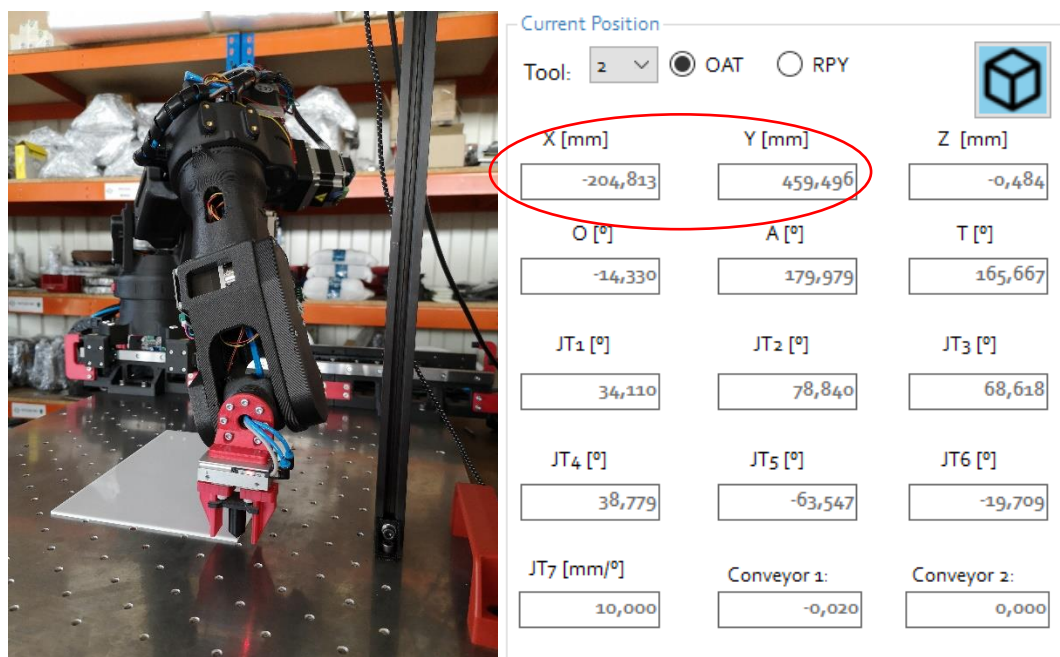 Current Position
Tool: 2 OAT RPY
X [mm] Y [mm] Z [mm]
-204,813 459,496 -0,484
O [º] A [º] T [º]
-14,330 179,979 165,667
JT1 [º] JT2 [º] JT3 [º]
34,110 78,840 68,618
JT4 [º] JT5 [º] JT6 [º]
38,779 -63,547 -19,709
JT7 [mm/º] Conveyor 1: Conveyor 2:
10,000 -0,020 0,000